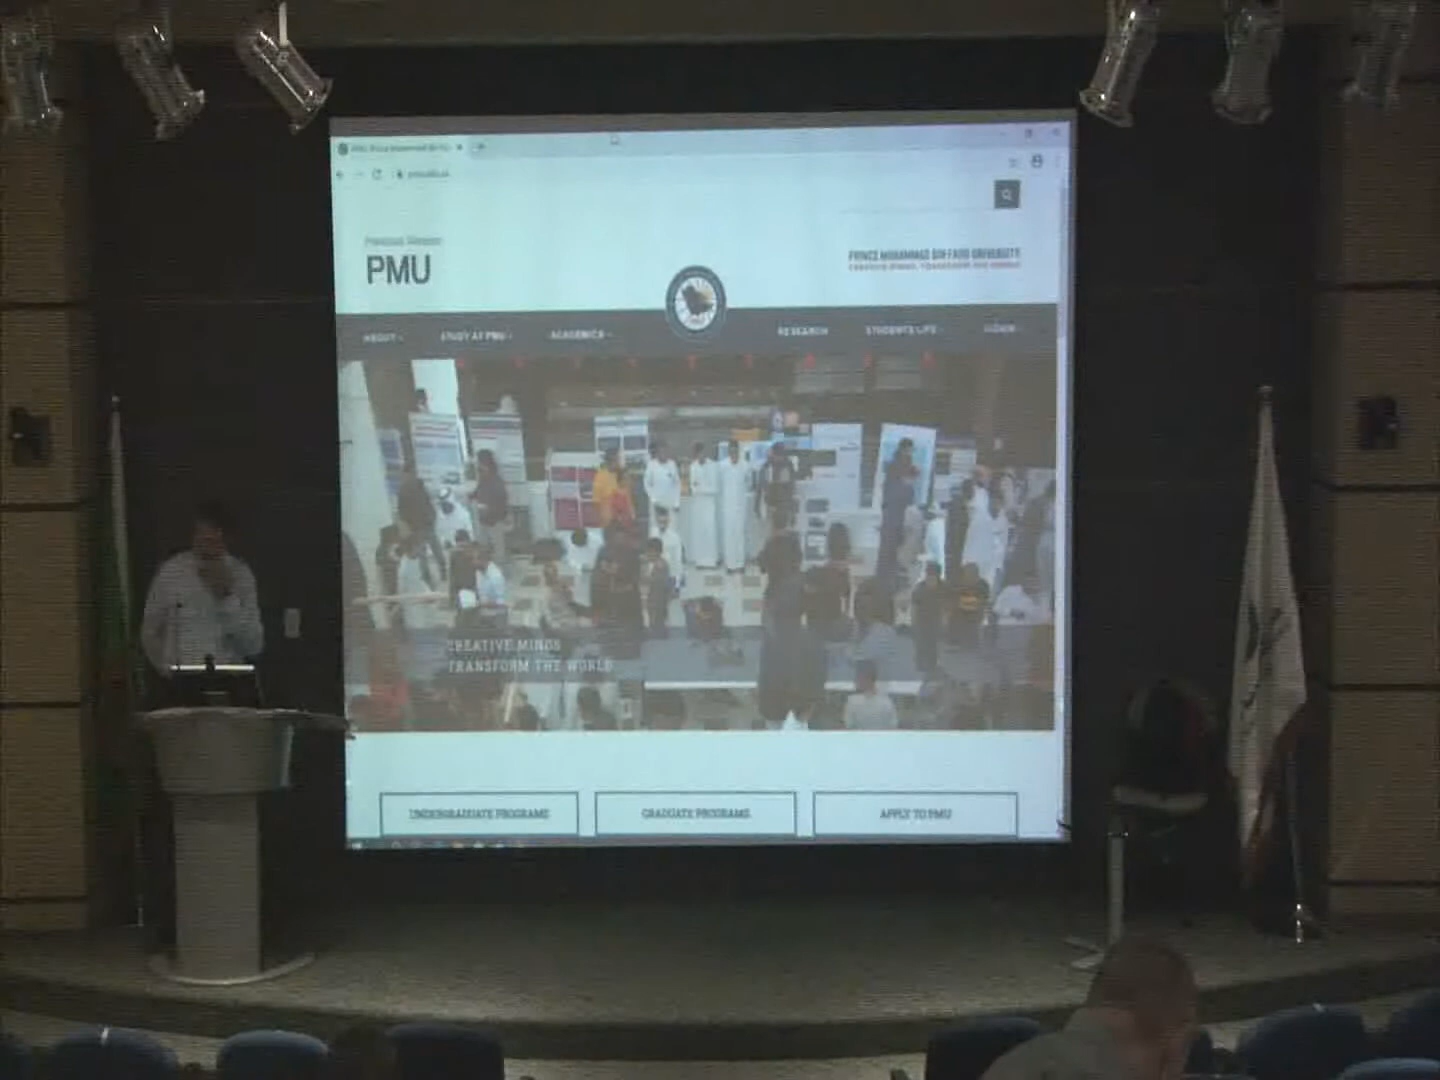 PMU
PRINCE MOHAMMAD BIN FAHD UNIVERSITY
ABOUT
STUDY AT PMU
ACADEMICS
RESEARCH
STUDENTS LIFE
CREATIVE MINDS
TRANSFORM THE WORLD
UNDERGRADUATE PROGRAMS
GRADUATE PROGRAMS
APPLY TO PMU